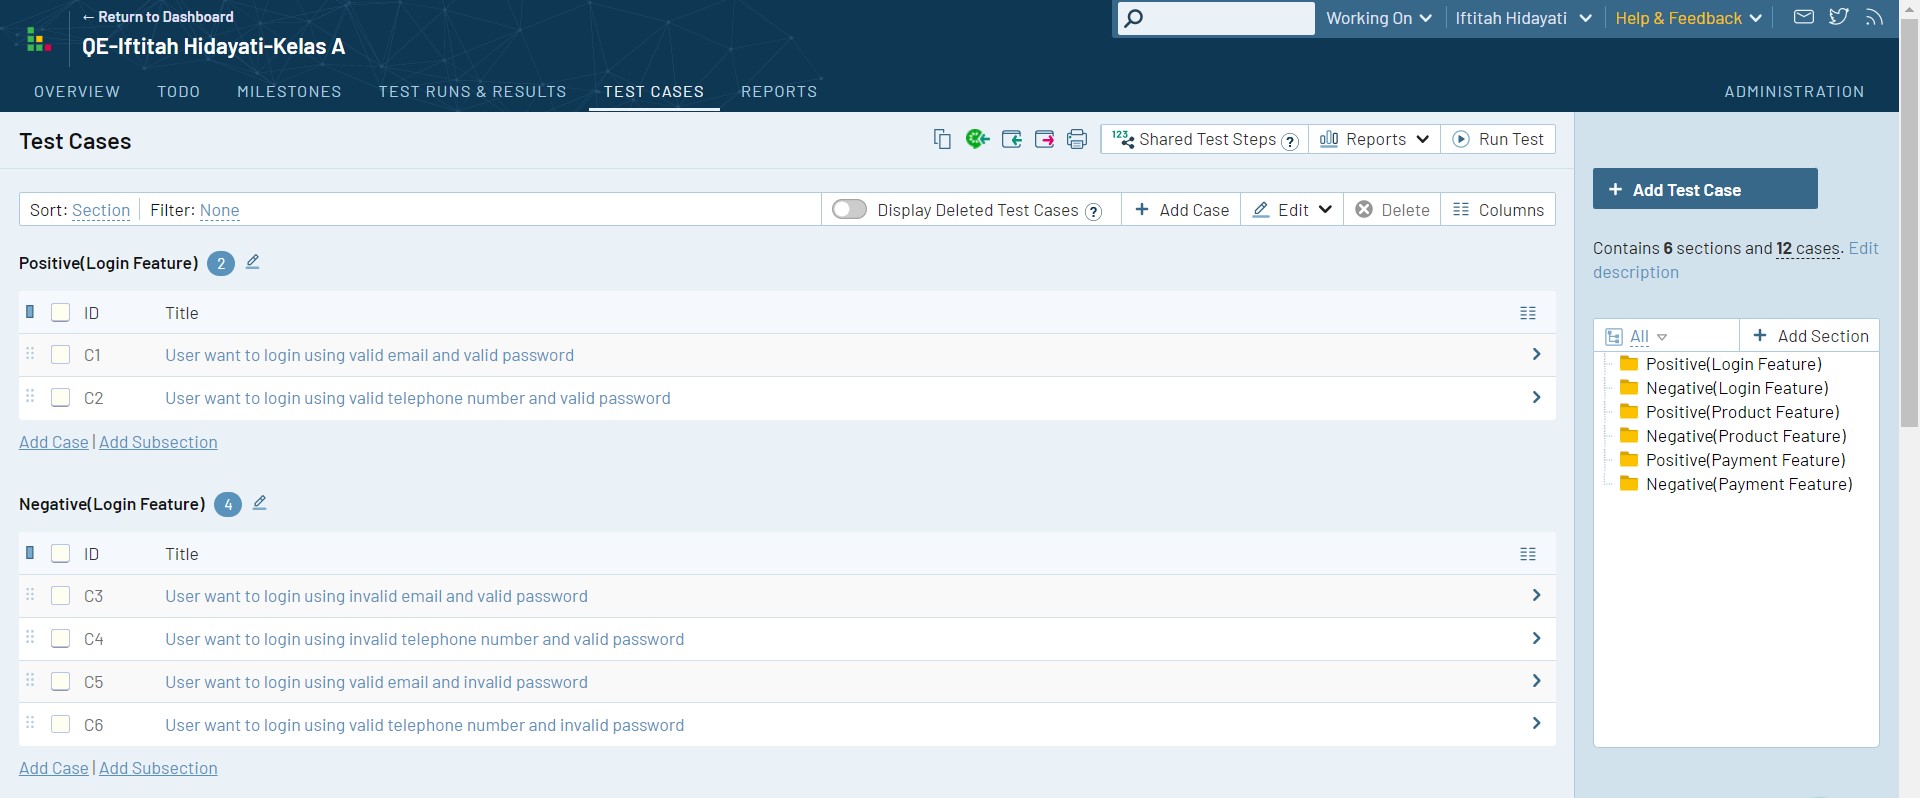 ← Return to Dashboard
QE-Iftitah Hidayati-Kelas A
Working On
Iftitah Hidayati
Help & Feedback
OVERVIEW TODO MILESTONES TEST RUNS & RESULTS TEST CASES REPORTS ADMINISTRATION
Test Cases
123 Shared Test Steps ? Reports Run Test
Sort: Section Filter: None Display Deleted Test Cases ? + Add Case Edit Delete Columns
Positive(Login Feature) 2
ID Title
C1 User want to login using valid email and valid password
C2 User want to login using valid telephone number and valid password
Add Case | Add Subsection
Negative(Login Feature) 4
ID Title
C3 User want to login using invalid email and valid password
C4 User want to login using invalid telephone number and valid password
C5 User want to login using valid email and invalid password
C6 User want to login using valid telephone number and invalid password
Add Case | Add Subsection
+ Add Test Case
Contains 6 sections and 12 cases. Edit
description
All + Add Section
Positive(Login Feature)
Negative(Login Feature)
Positive(Product Feature)
Negative(Product Feature)
Positive(Payment Feature)
Negative(Payment Feature)